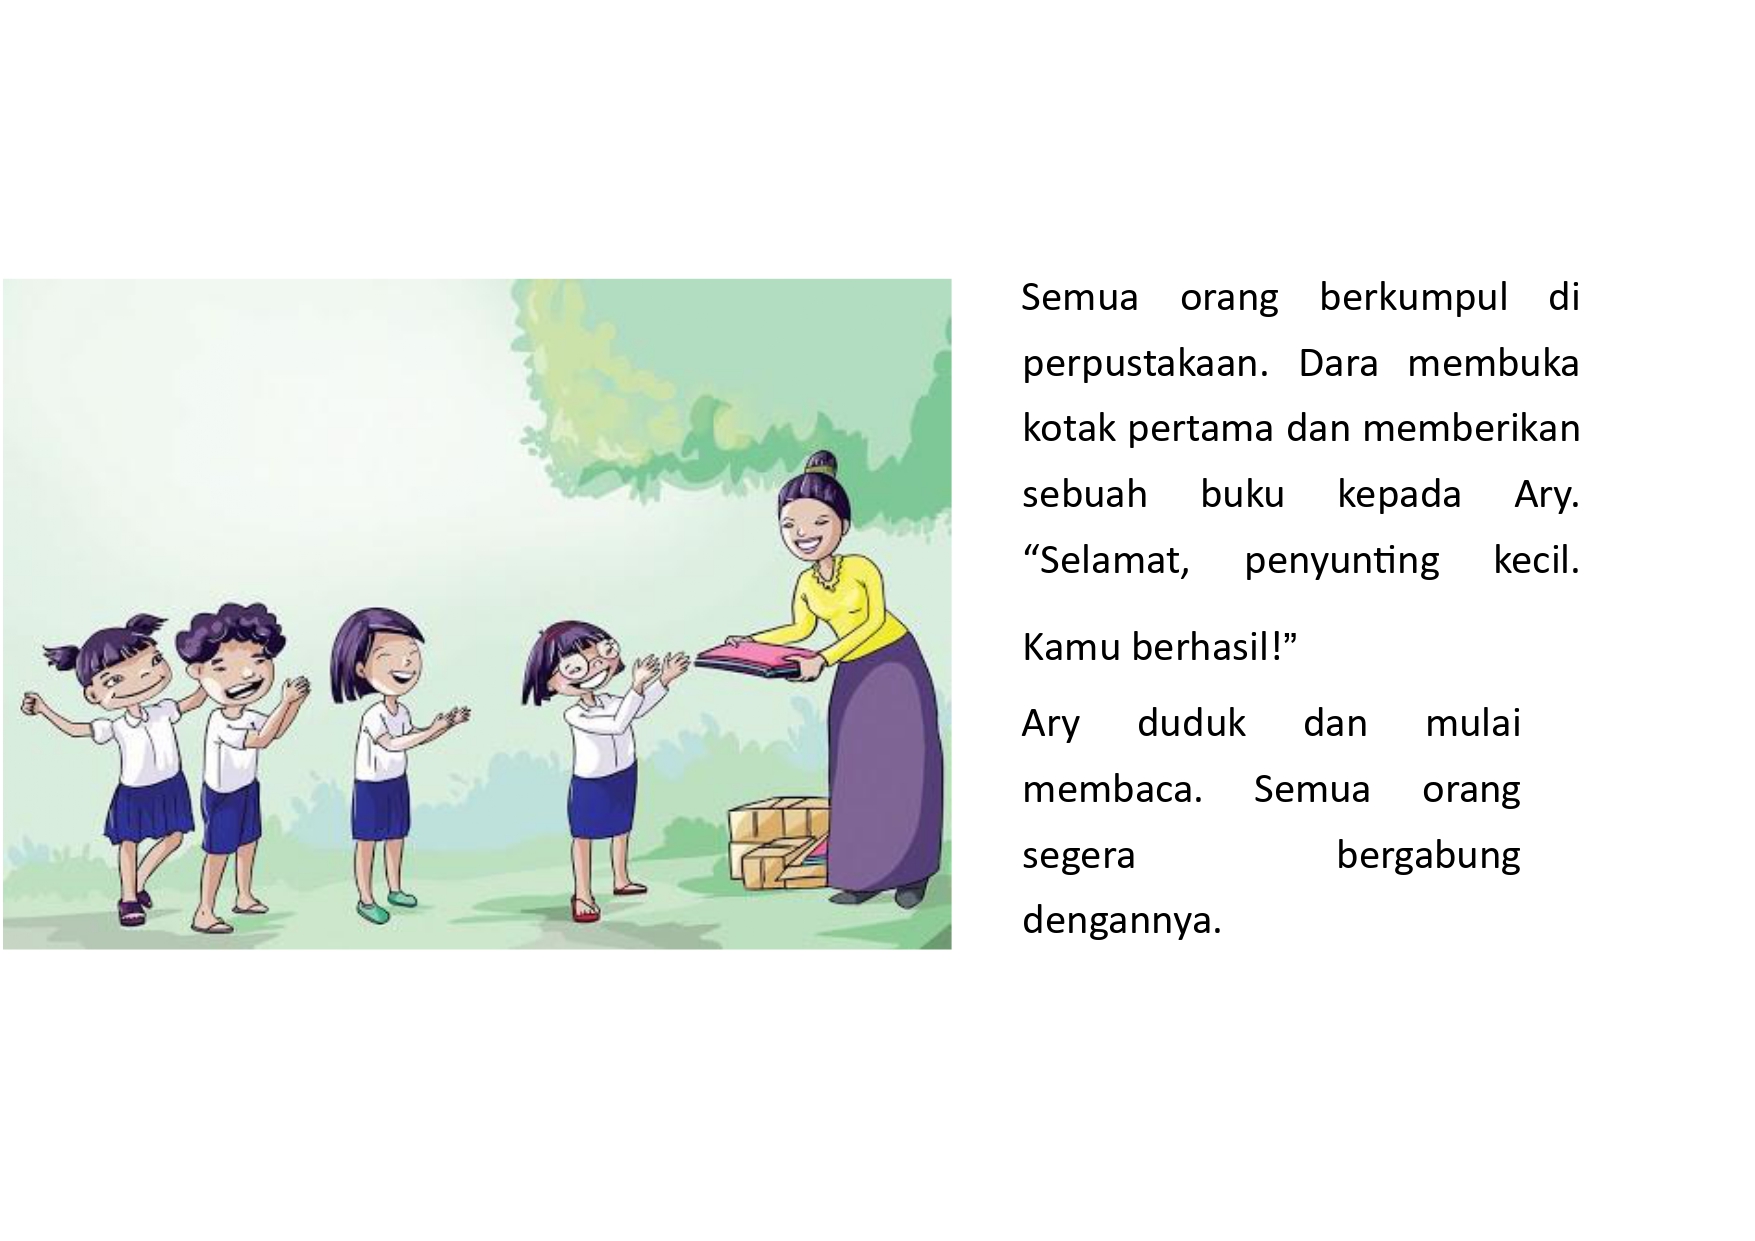 Semua orang berkumpul di
perpustakaan. Dara membuka
kotak pertama dan memberikan
sebuah buku kepada Ary.
“Selamat, penyunting kecil.
Kamu berhasil!”
Ary duduk dan mulai
membaca. Semua orang
segera bergabung
dengannya.